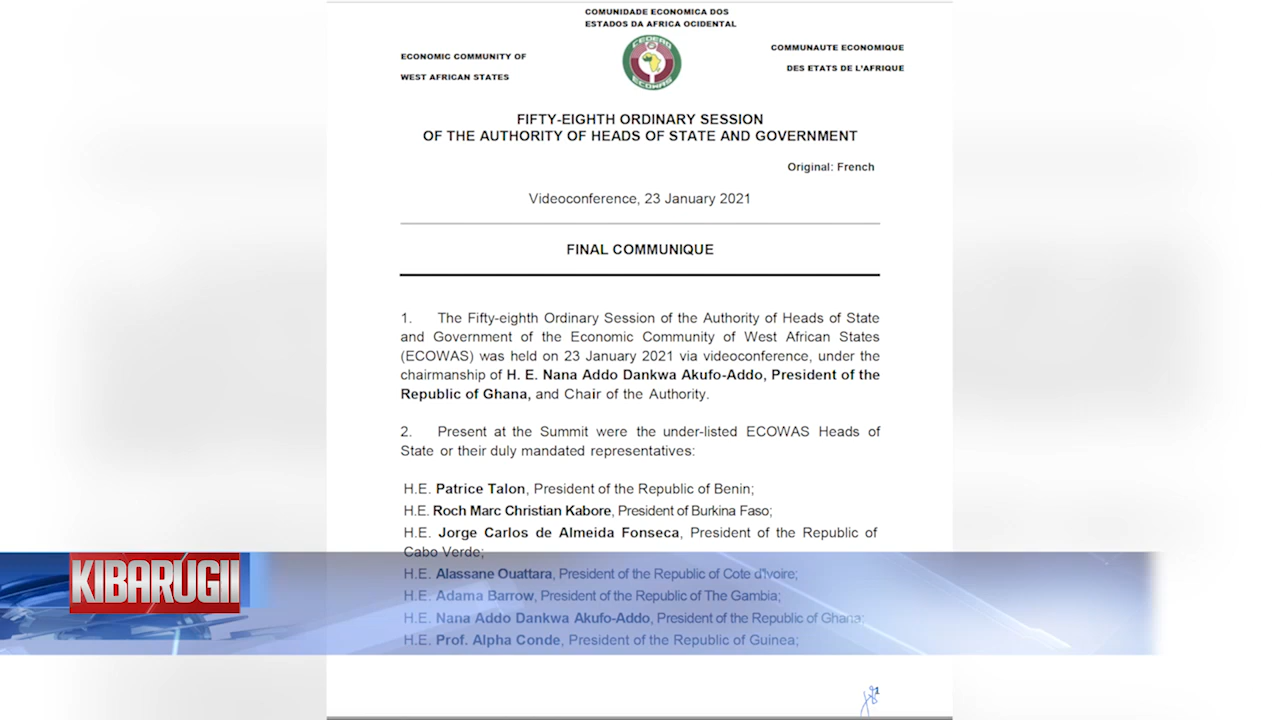 COMUNIDADE ECONOMICA DOS
ESTADOS DA AFRICA OCIDENTAL
ECONOMIC COMMUNITY OF
WEST AFRICAN STATES
CEDEAO
ECOWAS
COMMUNAUTE ECONOMIQUE
DES ETATS DE L'AFRIQUE
FIFTY-EIGHTH ORDINARY SESSION
OF THE AUTHORITY OF HEADS OF STATE AND GOVERNMENT
Original: French
Videoconference, 23 January 2021
FINAL COMMUNIQUE
1. The Fifty-eighth Ordinary Session of the Authority of Heads of State
and Government of the Economic Community of West African States
(ECOWAS) was held on 23 January 2021 via videoconference, under the
chairmanship of H. E. Nana Addo Dankwa Akufo-Addo, President of the
Republic of Ghana, and Chair of the Authority.
2. Present at the Summit were the under-listed ECOWAS Heads of
State or their duly mandated representatives:
H.E. Patrice Talon, President of the Republic of Benin;
H.E. Roch Marc Christian Kabore, President of Burkina Faso;
H.E. Jorge Carlos de Almeida Fonseca, President of the Republic of
Cabo Verde;
H.E. Alassane Ouattara, President of the Republic of Cote d'Ivoire;
H.E. Adama Barrow, President of the Republic of The Gambia;
H.E. Nana Addo Dankwa Akufo-Addo, President of the Republic of Ghana;
H.E. Prof. Alpha Conde, President of the Republic of Guinea;
KIBARUGII
1